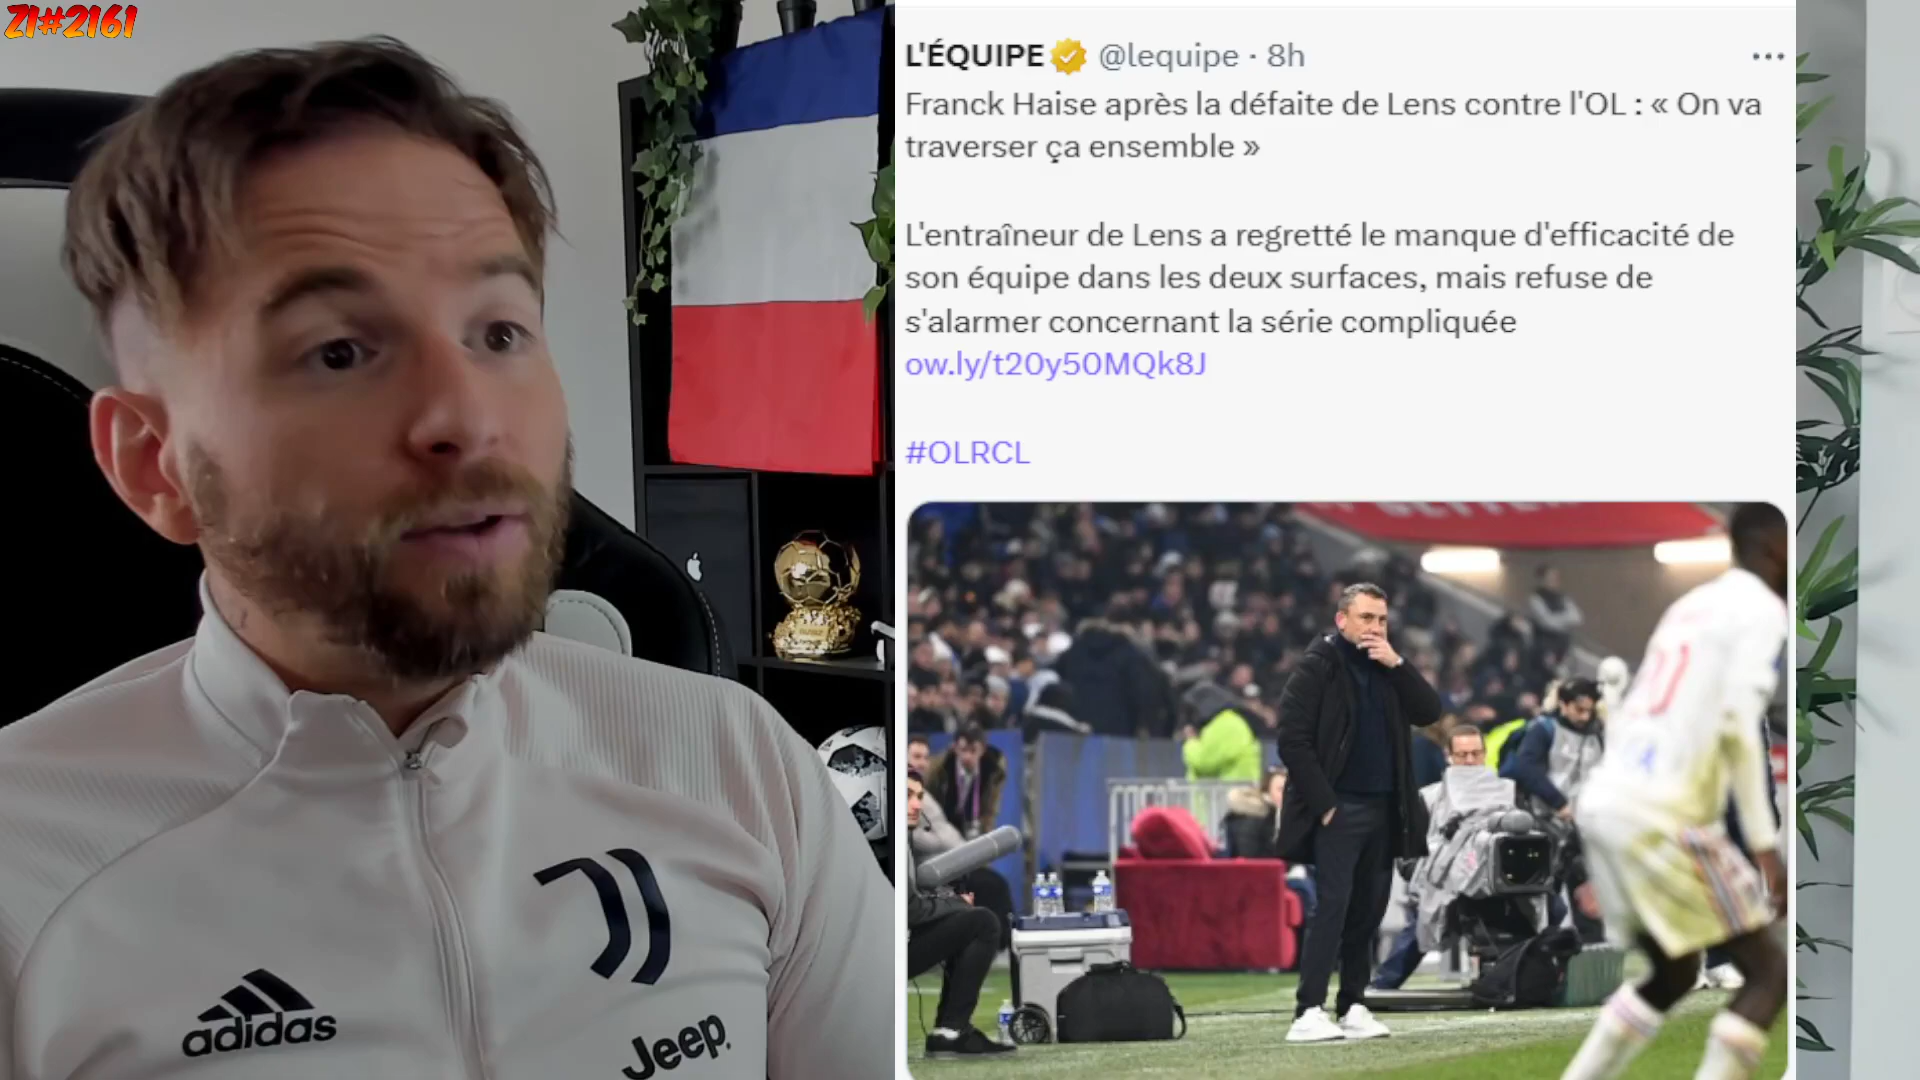 Z1#2161
L'ÉQUIPE @lequipe · 8h
Franck Haise après la défaite de Lens contre l'OL : « On va
traverser ça ensemble »
L'entraîneur de Lens a regretté le manque d'efficacité de
son équipe dans les deux surfaces, mais refuse de
s'alarmer concernant la série compliquée
ow.ly/t20y50MQk8J
#OLRCL
adidas
Jeep